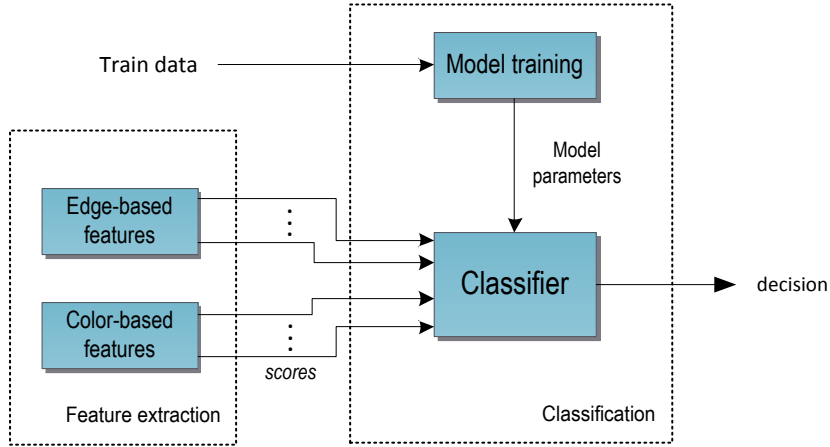 Train data
Model training
Model
parameters
Edge-based
features
Classifier
decision
Color-based
features
scores
Feature extraction
Classification